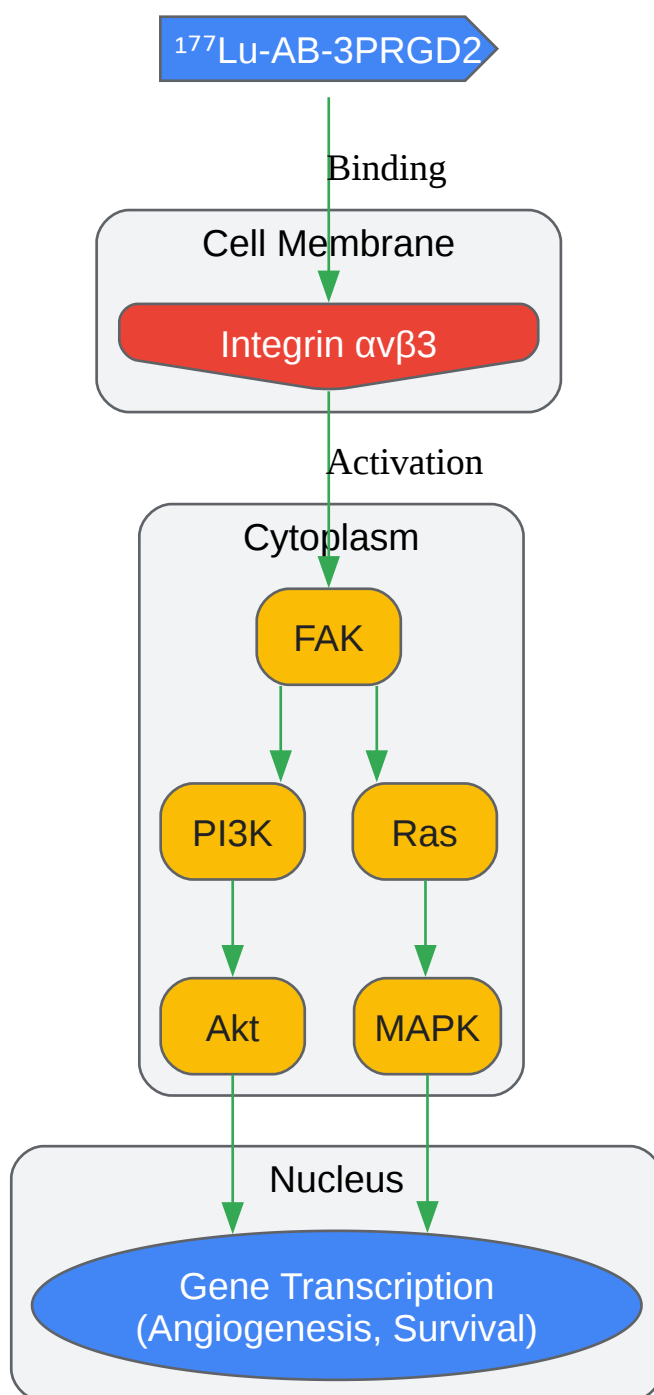 ¹⁷⁷Lu-AB-3PRGD2
Binding
Cell Membrane
Integrin αvβ3
Activation
Cytoplasm
FAK
PI3K
Ras
Akt
MAPK
Nucleus
Gene Transcription
(Angiogenesis, Survival)